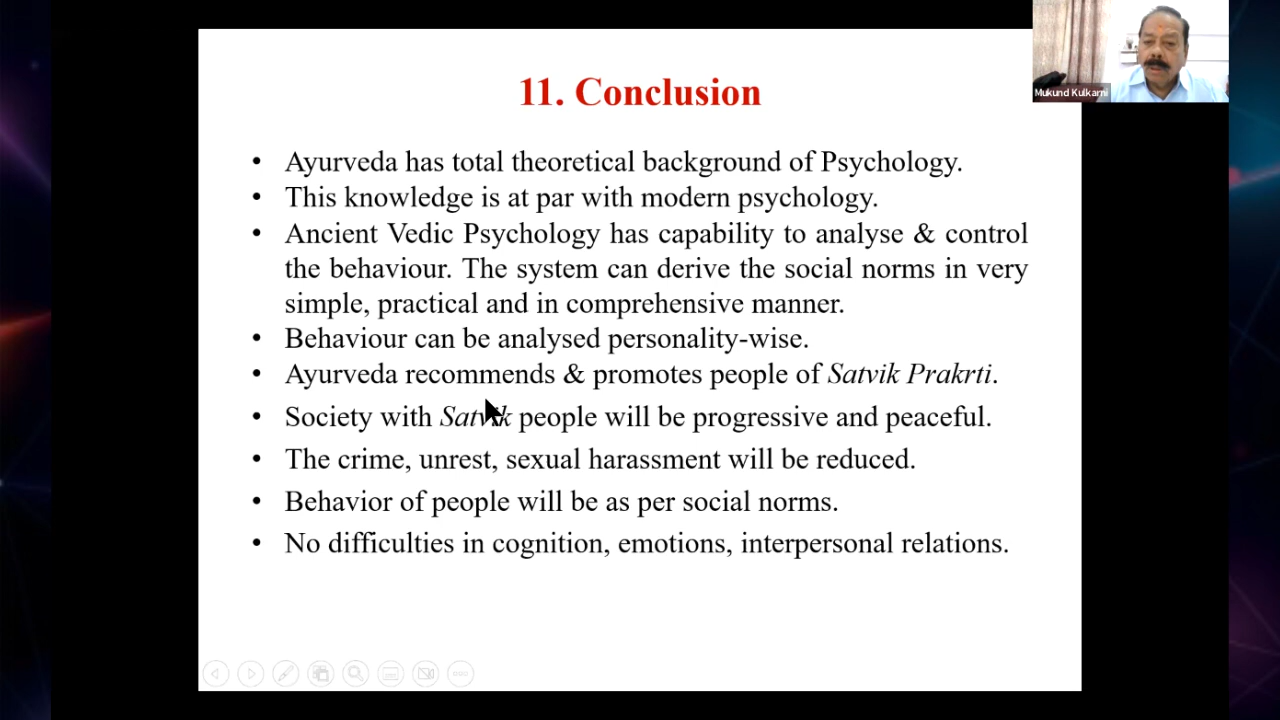 11. Conclusion
Mukund Kulkarni
• Ayurveda has total theoretical background of Psychology.
• This knowledge is at par with modern psychology.
• Ancient Vedic Psychology has capability to analyse & control
the behaviour. The system can derive the social norms in very
simple, practical and in comprehensive manner.
• Behaviour can be analysed personality-wise.
• Ayurveda recommends & promotes people of Satvik Prakrti.
• Society with Satvik people will be progressive and peaceful.
• The crime, unrest, sexual harassment will be reduced.
• Behavior of people will be as per social norms.
• No difficulties in cognition, emotions, interpersonal relations.